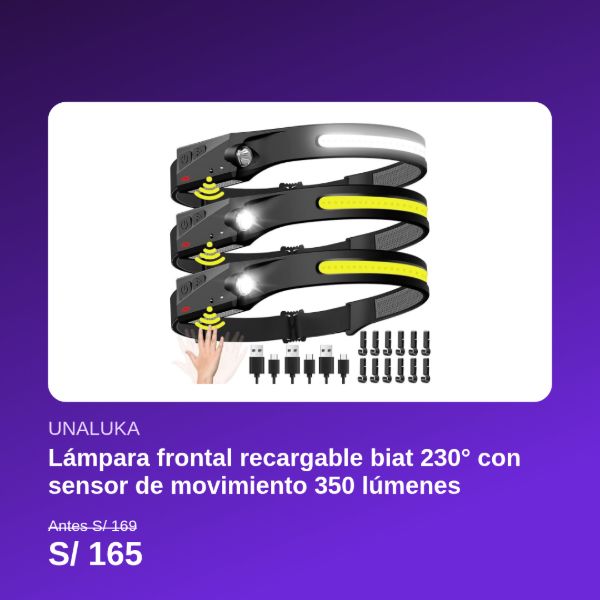 UNALUKA
Lámpara frontal recargable biat 230° con
sensor de movimiento 350 lúmenes
Antes S/ 169
S/ 165